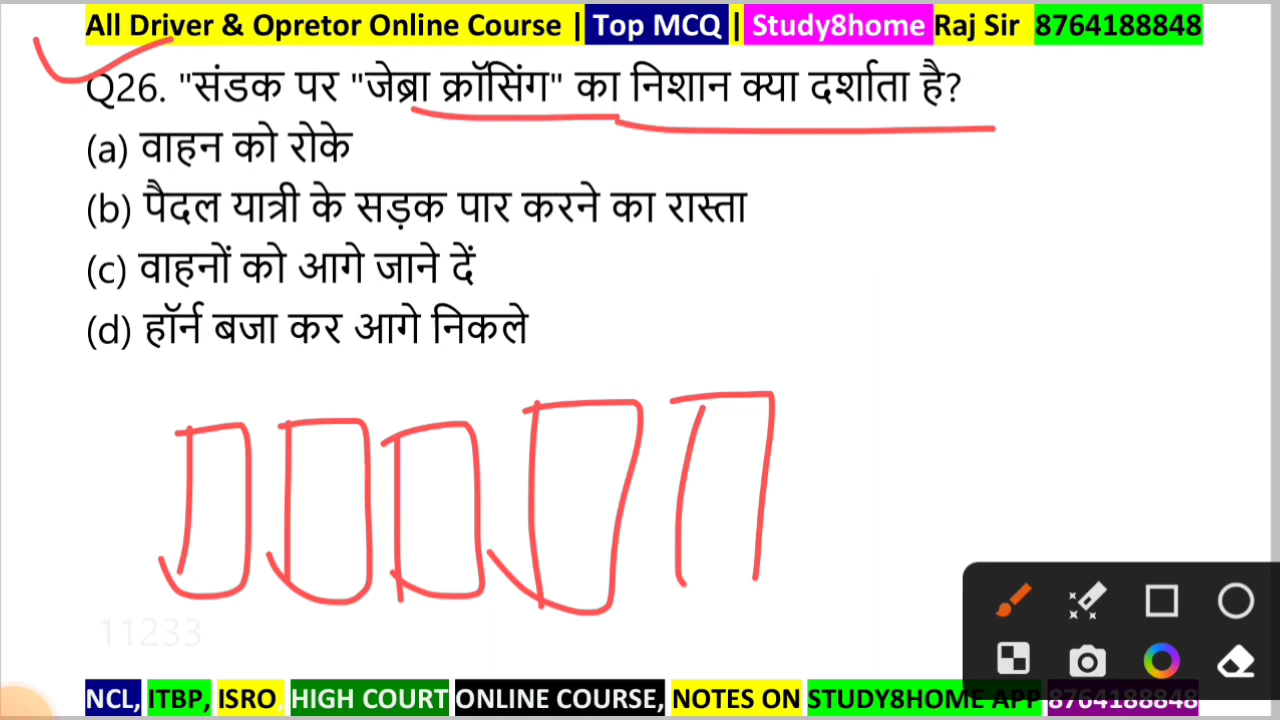 All Driver & Opretor Online Course | Top MCQ | Study8home Raj Sir 8764188848
Q26. "संडक पर "जेब्रा क्रॉसिंग" का निशान क्या दर्शाता है?
(a) वाहन को रोके
(b) पैदल यात्री के सड़क पार करने का रास्ता
(c) वाहनों को आगे जाने दें
(d) हॉर्न बजा कर आगे निकले
11233
NCL, ITBP, ISRO, HIGH COURT ONLINE COURSE, NOTES ON STUDY8HOME APP 8764188848